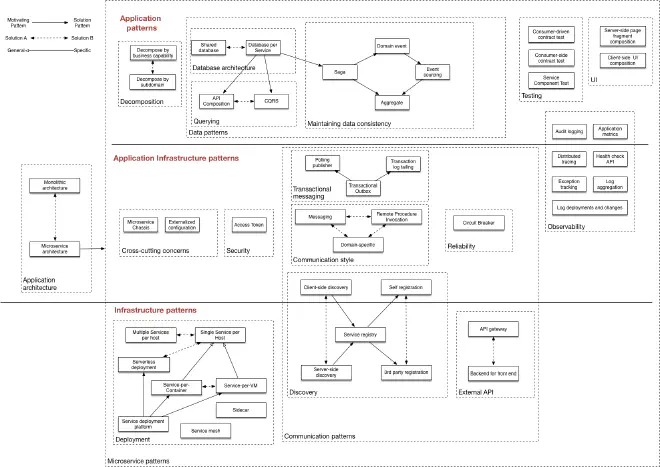 Motivating
Pattern
Solution
Pattern
Solution A
Solution B
General
Specific
Application
patterns
Decompose by
business capability
Decompose by
subdomain
Decomposition
Shared
database
Database per
Service
Database architecture
API
Composition
CQRS
Querying
Data patterns
Domain event
Saga
Event
sourcing
Aggregate
Maintaining data consistency
Consumer-driven
contract test
Consumer-side
contract test
Service
Component Test
Testing
Server-side page
fragment
composition
Client-side UI
composition
UI
Application Infrastructure patterns
Monolithic
architecture
Microservice
architecture
Application
architecture
Microservice
Chassis
Externalized
configuration
Cross-cutting concerns
Access Token
Security
Polling
publisher
Transaction
log tailing
Transactional
Outbox
Transactional
messaging
Messaging
Remote Procedure
Invocation
Domain-specific
Communication style
Circuit Breaker
Reliability
Audit logging
Application
metrics
Distributed
tracing
Health check
API
Exception
tracking
Log
aggregation
Log deployments and changes
Observability
Infrastructure patterns
Multiple Services
per host
Single Service per
Host
Serverless
deployment
Service-per-
Container
Service-per-VM
Service deployment
platform
Sidecar
Service mesh
Deployment
Client-side discovery
Self registration
Service registry
Server-side
discovery
3rd party registration
Discovery
API gateway
Backend for front end
External API
Communication patterns
Microservice patterns